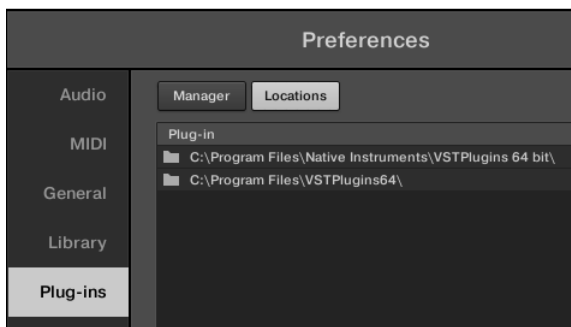 Preferences
Audio
Manager Locations
Plug-in
MIDI
C:\Program Files\Native Instruments\VSTPlugins 64 bit\
C:\Program Files\VSTPlugins64\
General
Library
Plug-ins